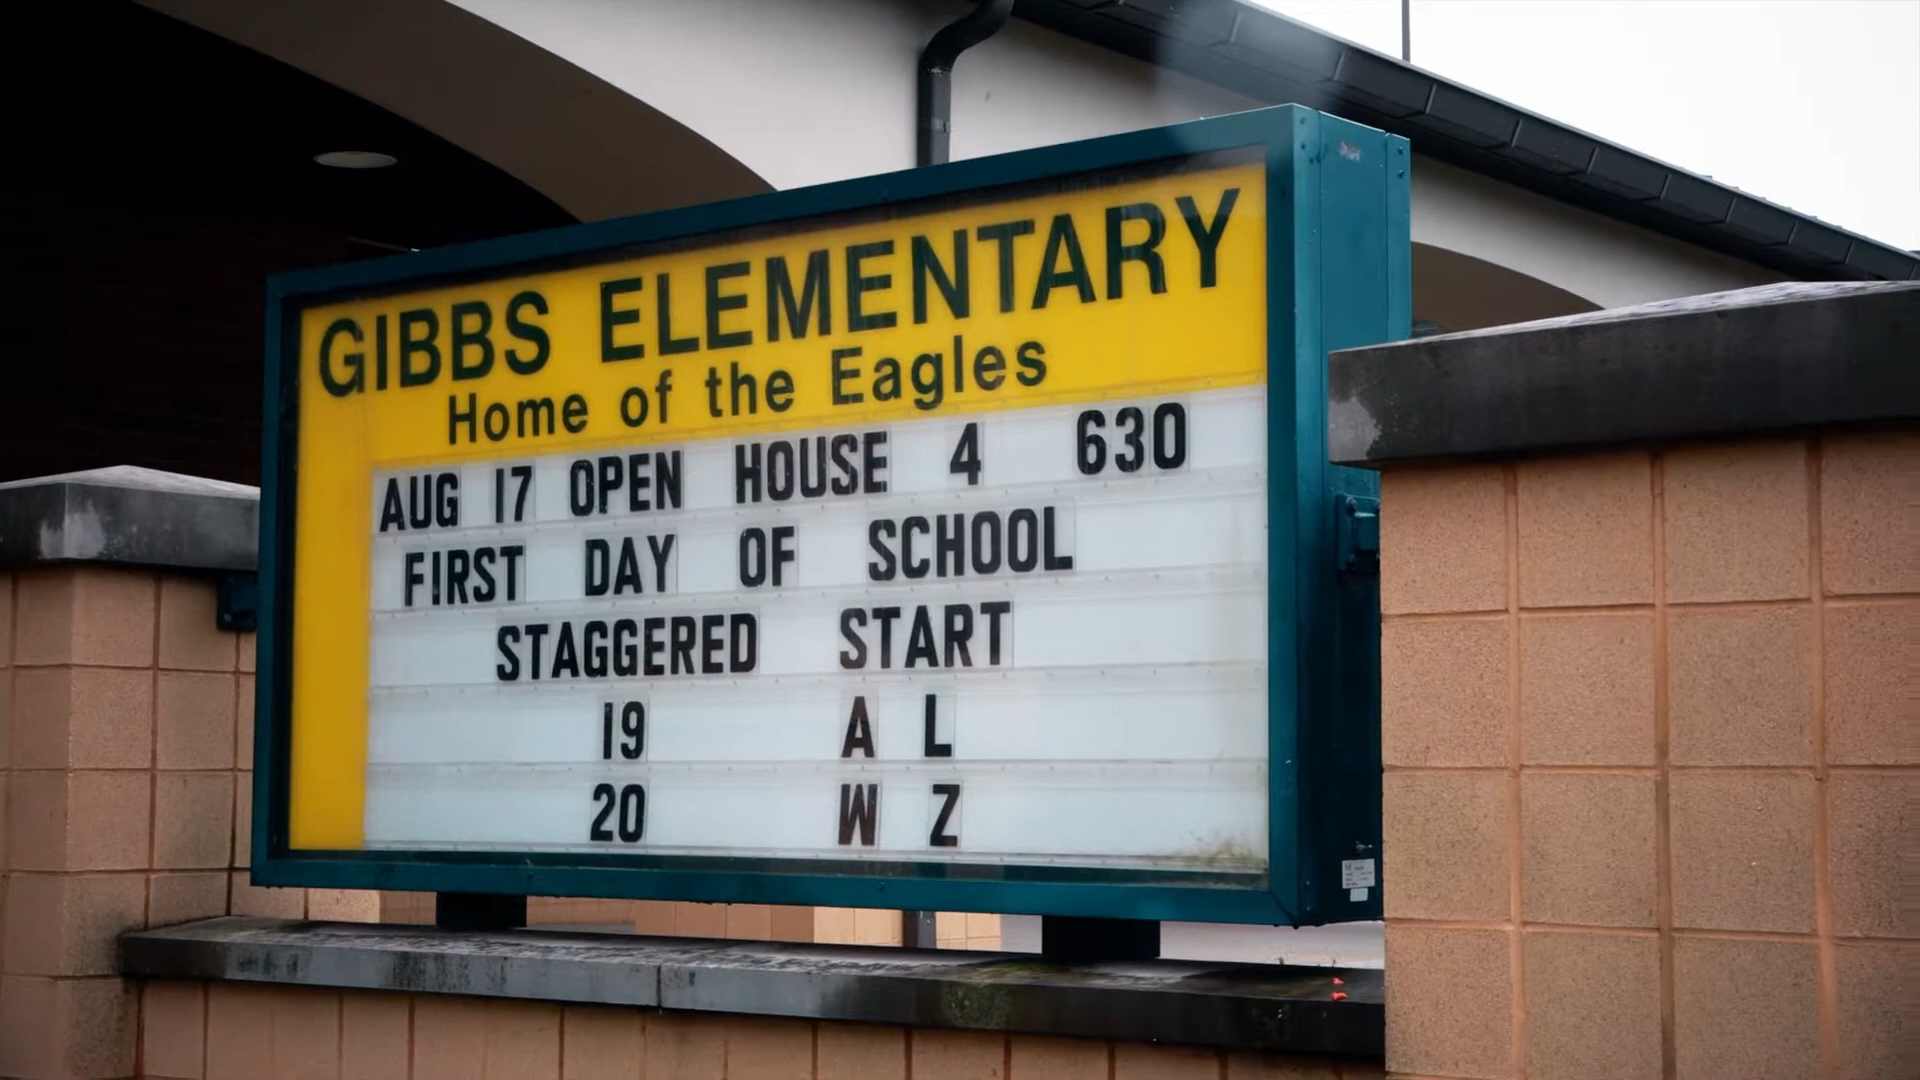 GIBBS ELEMENTARY
Home of the Eagles
AUG 17 OPEN HOUSE 4 630
FIRST DAY OF SCHOOL
STAGGERED START
19 A L
20 W Z